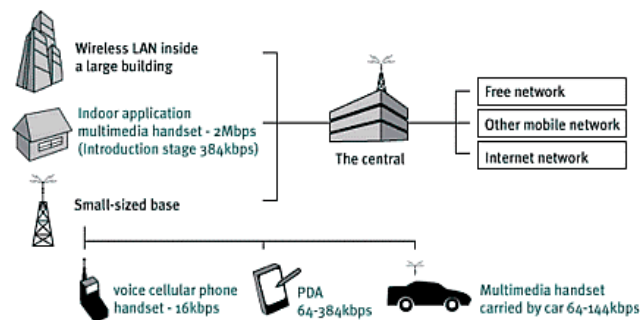 Wireless LAN inside
a large building
Indoor application
multimedia handset - 2Mbps
(Introduction stage 384kbps)
Small-sized base
The central
Free network
Other mobile network
Internet network
voice cellular phone
handset - 16kbps
PDA
64-384kbps
Multimedia handset
carried by car 64-144kbps